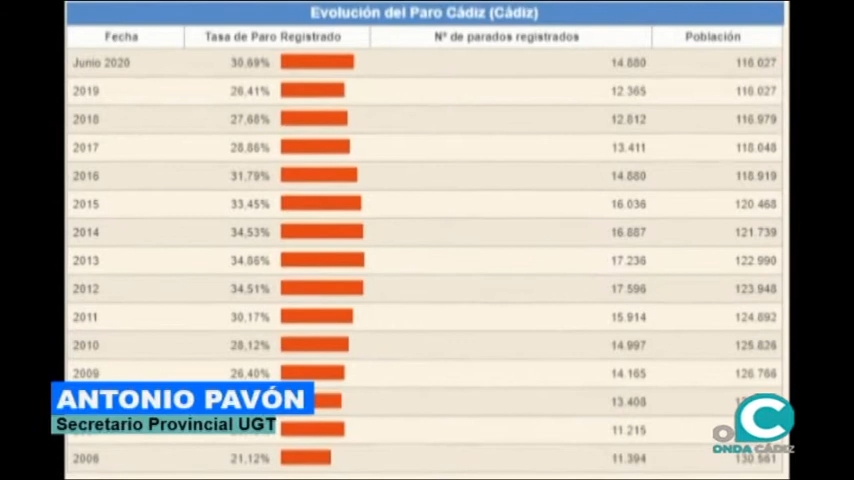 Evolución del Paro Cádiz (Cádiz)
Fecha Tasa de Paro Registrado Nº de parados registrados Población
Junio 2020 30,69% 14.880 116.027
2019 26,41% 12.365 116.027
2018 27,68% 12.812 116.979
2017 28,86% 13.411 118.048
2016 31,79% 14.880 118.919
2015 33,45% 16.036 120.468
2014 34,53% 16.887 121.739
2013 34,86% 17.236 122.990
2012 34,51% 17.596 123.948
2011 30,17% 15.914 124.892
2010 28,12% 14.997 125.826
2009 26,40% 14.165 126.766
ANTONIO PAVÓN 13.408
Secretario Provincial UGT 11.215
ONDA CÁDIZ
2006 21,12% 11.394 130.561